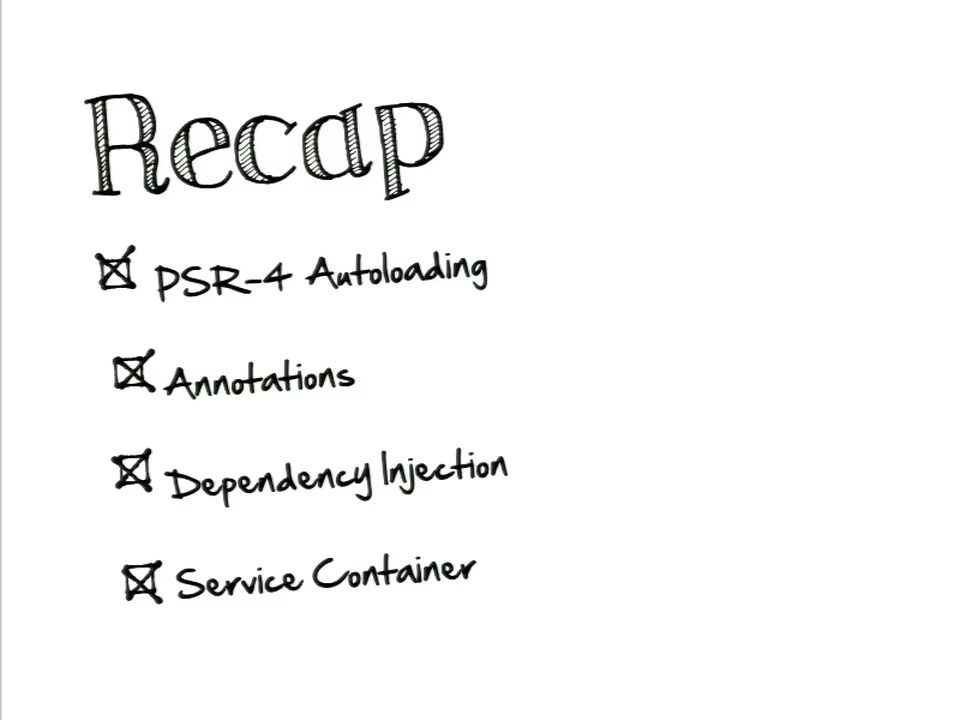 Recap
PSR-4 Autoloading
Annotations
Dependency Injection
Service Container